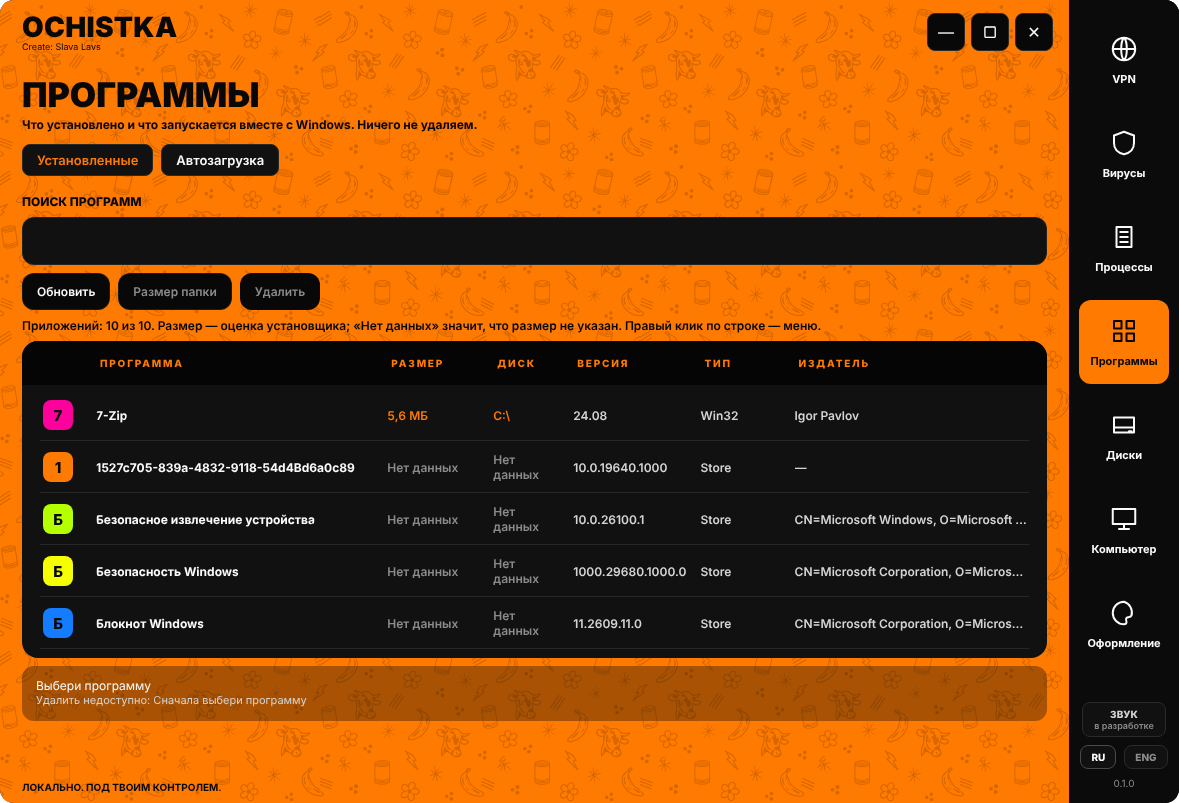 OCHISTKA
Create: Slava Lavs
ПРОГРАММЫ
Что установлено и что запускается вместе с Windows. Ничего не удаляем.
Установленные Автозагрузка
ПОИСК ПРОГРАММ
Обновить Размер папки Удалить
Приложений: 10 из 10. Размер — оценка установщика; «Нет данных» значит, что размер не указан. Правый клик по строке — меню.
ПРОГРАММА РАЗМЕР ДИСК ВЕРСИЯ ТИП ИЗДАТЕЛЬ
7 7-Zip 5,6 МБ C:\ 24.08 Win32 Igor Pavlov
1 1527c705-839a-4832-9118-54d4Bd6a0c89 Нет данных Нет данных 10.0.19640.1000 Store —
Б Безопасное извлечение устройства Нет данных Нет данных 10.0.26100.1 Store CN=Microsoft Windows, O=Microsoft ...
Б Безопасность Windows Нет данных Нет данных 1000.29680.1000.0 Store CN=Microsoft Corporation, O=Micros...
Б Блокнот Windows Нет данных Нет данных 11.2609.11.0 Store CN=Microsoft Corporation, O=Micros...
Выбери программу
Удалить недоступно: Сначала выбери программу
ЛОКАЛЬНО. ПОД ТВОИМ КОНТРОЛЕМ.
VPN
Вирусы
Процессы
Программы
Диски
Компьютер
Оформление
ЗВУК
в разработке
RU ENG
0.1.0